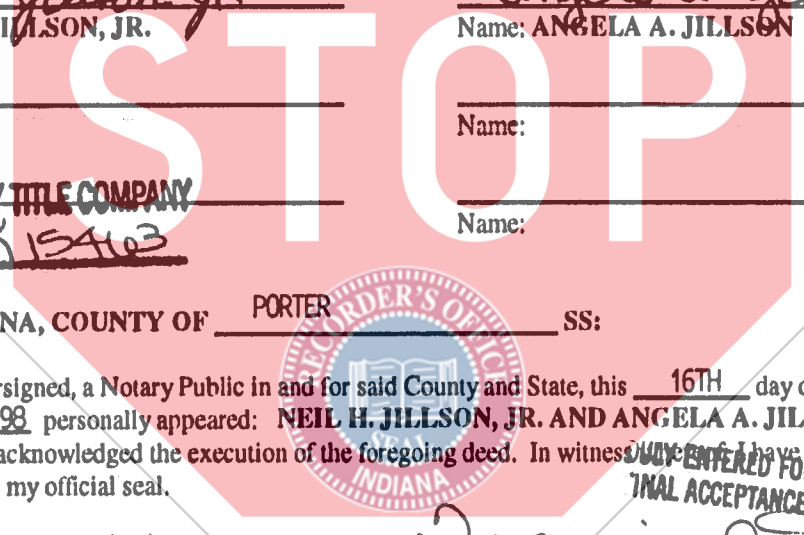 STOP
ILLSON, JR. Name: ANGELA A. JILLSON
Name:
TITLE COMPANY
Name:
154163
NA, COUNTY OF PORTER SS:
RECORDER'S OFFICE
rsigned, a Notary Public in and for said County and State, this 16TH day o
98 personally appeared: NEIL H. JILLSON, JR. AND ANGELA A. JIL
acknowledged the execution of the foregoing deed. In witness have
DULY ENTERED FO
my official seal.
INAL ACCEPTANCE
SEAL
INDIANA